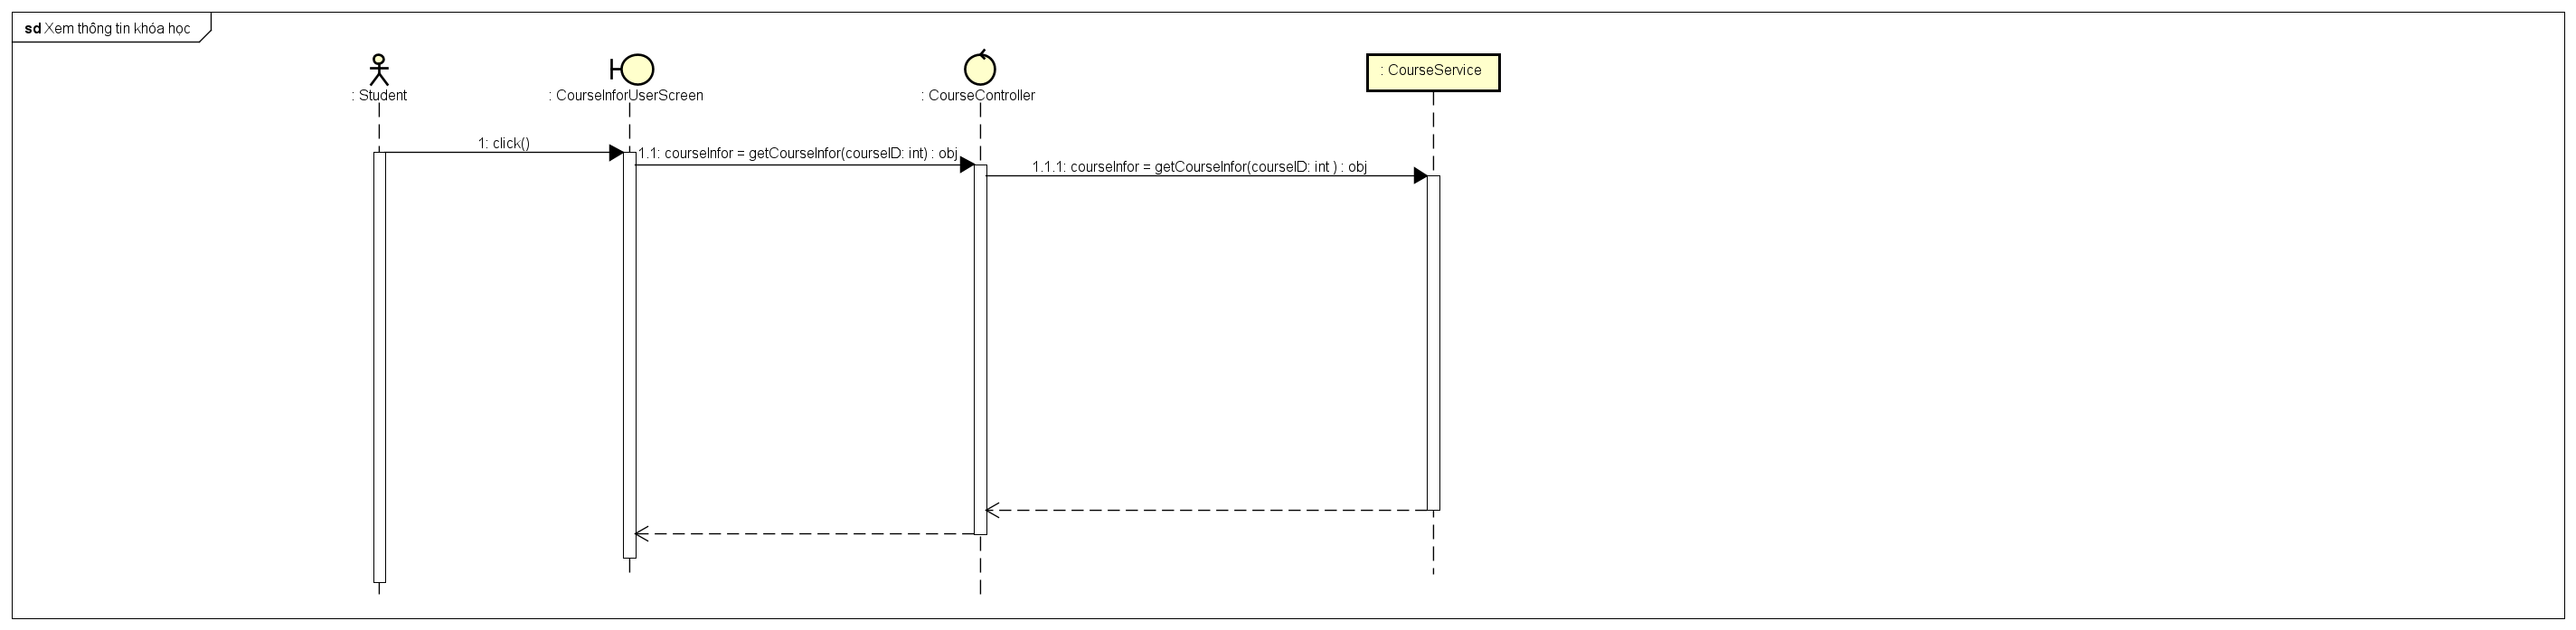 sd Xem thông tin khóa học
: Student
: CourseInforUserScreen
: CourseController
: CourseService
1: click()
1.1: courseInfor = getCourseInfor(courseID: int) : obj
1.1.1: courseInfor = getCourseInfor(courseID: int ) : obj